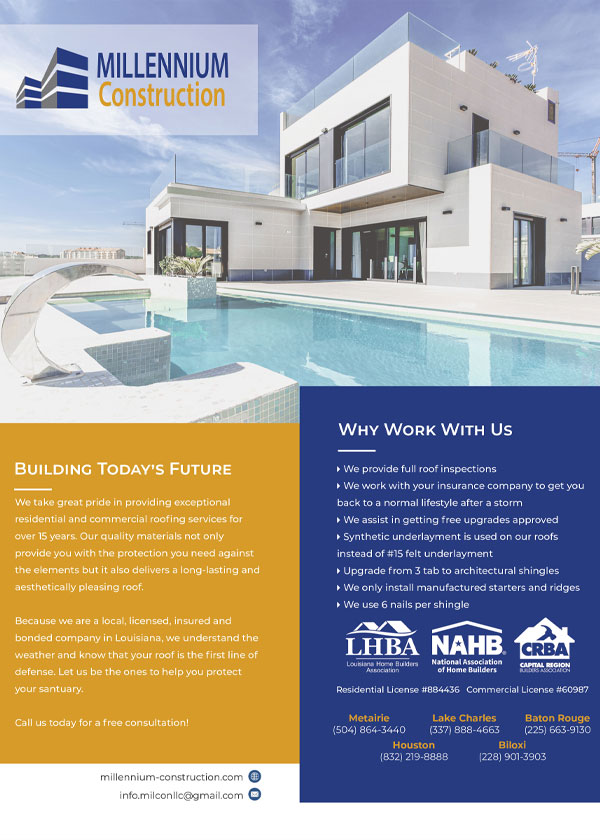 MILLENNIUM
Construction
Building Today's Future
We take great pride in providing exceptional
residential and commercial roofing services for
over 15 years. Our quality materials not only
provide you with the protection you need against
the elements but it also delivers a long-lasting and
aesthetically pleasing roof.
Because we are a local, licensed, insured and
bonded company in Louisiana, we understand the
weather and know that your roof is the first line of
defense. Let us be the ones to help you protect
your santuary.
Call us today for a free consultation!
millennium-construction.com
info.milconllc@gmail.com
Why Work With Us
We provide full roof inspections
We work with your insurance company to get you
back to a normal lifestyle after a storm
We assist in getting free upgrades approved
Synthetic underlayment is used on our roofs
instead of #15 felt underlayment
Upgrade from 3 tab to architectural shingles
We only install manufactured starters and ridges
We use 6 nails per shingle
LHBA
Louisiana Home Builders
Association
NAHB®
National Association
of Home Builders
CRBA
CAPITAL REGION
BUILDERS ASSOCIATION
Residential License #884436 Commercial License #60987
Metairie Lake Charles Baton Rouge
(504) 864-3440 (337) 888-4663 (225) 663-9130
Houston Biloxi
(832) 219-8888 (228) 901-3903